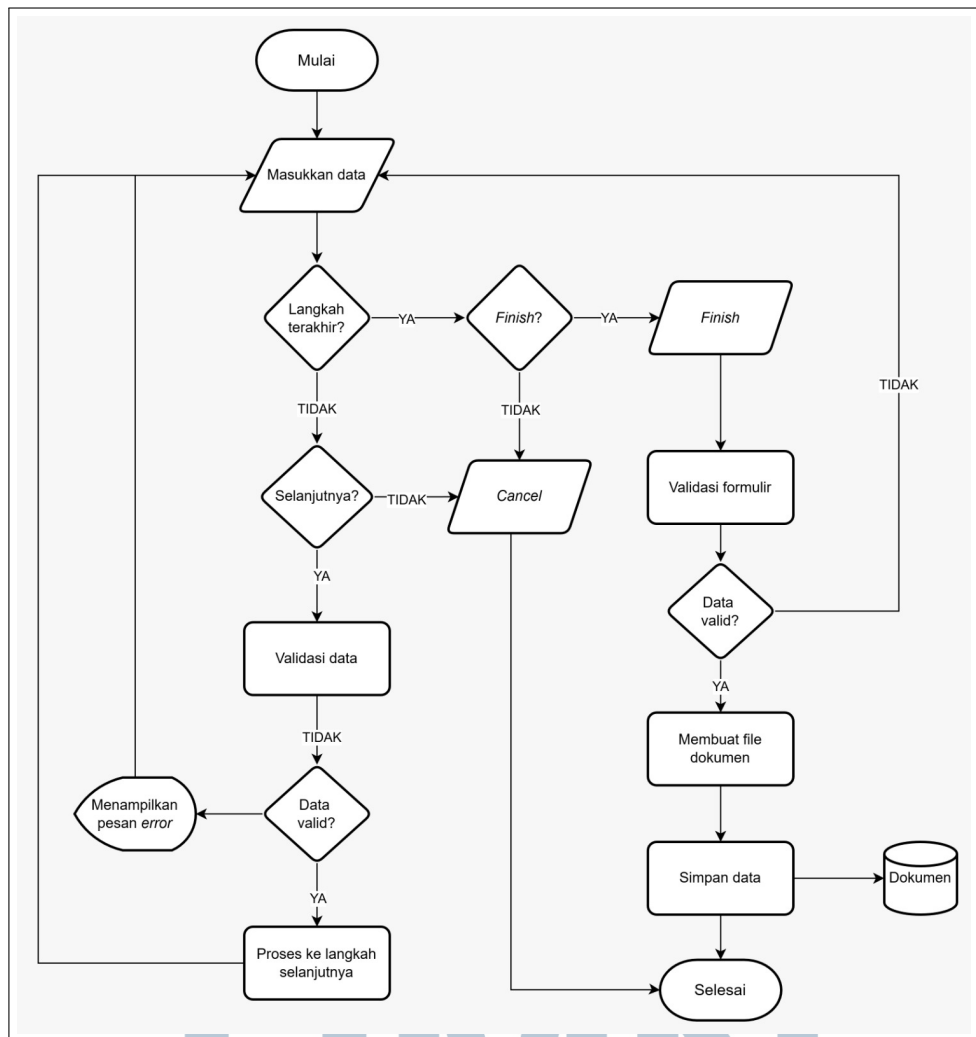 Mulai
Masukkan data
Langkah
terakhir?
YA
Finish?
YA
Finish
TIDAK
TIDAK
TIDAK
Selanjutnya?
TIDAK
Cancel
Validasi formulir
YA
Data
valid?
Validasi data
YA
TIDAK
Membuat file
dokumen
Menampilkan
pesan error
Data
valid?
Simpan data
Dokumen
YA
Proses ke langkah
selanjutnya
Selesai